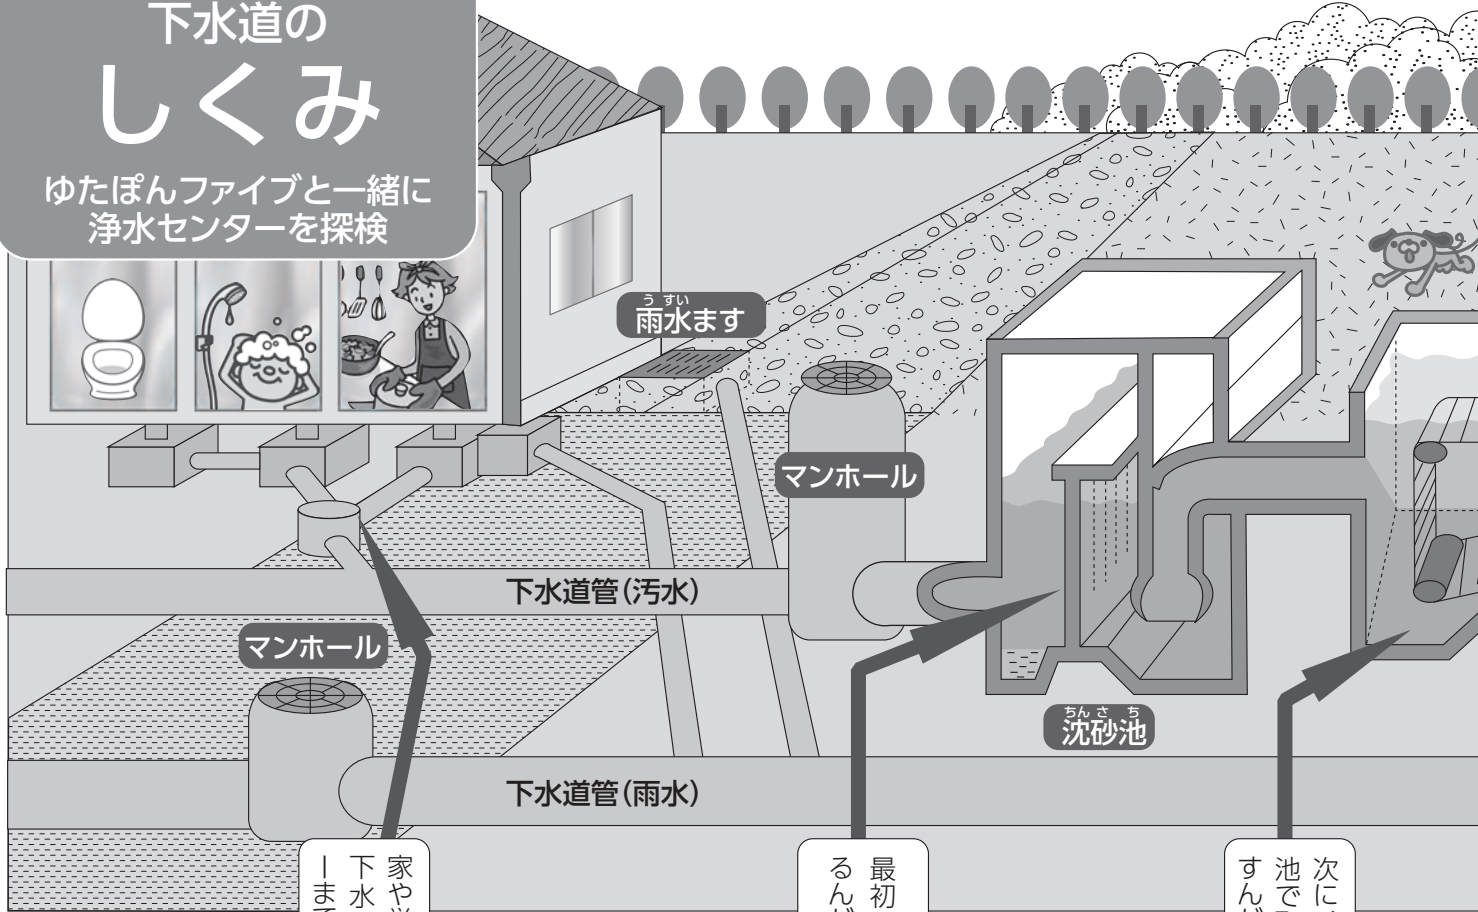 下水道の
しくみ
ゆたぽんファイブと一緒に
浄水センターを探検
うすい
雨水ます
マンホール
下水道管(汚水)
マンホール
ちんさち
沈砂池
下水道管(雨水)
家や
下水
ーまで
最初
るんだ
次に
池で
すんだ